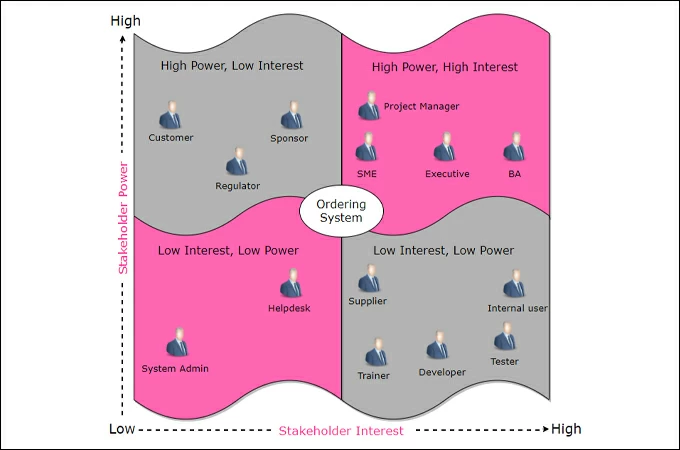 High
High Power, Low Interest
High Power, High Interest
Customer
Sponsor
Regulator
Project Manager
SME
Executive
BA
Stakeholder Power
Ordering
System
Low Interest, Low Power
Low Interest, Low Power
Helpdesk
System Admin
Supplier
Internal user
Trainer
Developer
Tester
Low
Stakeholder Interest
High